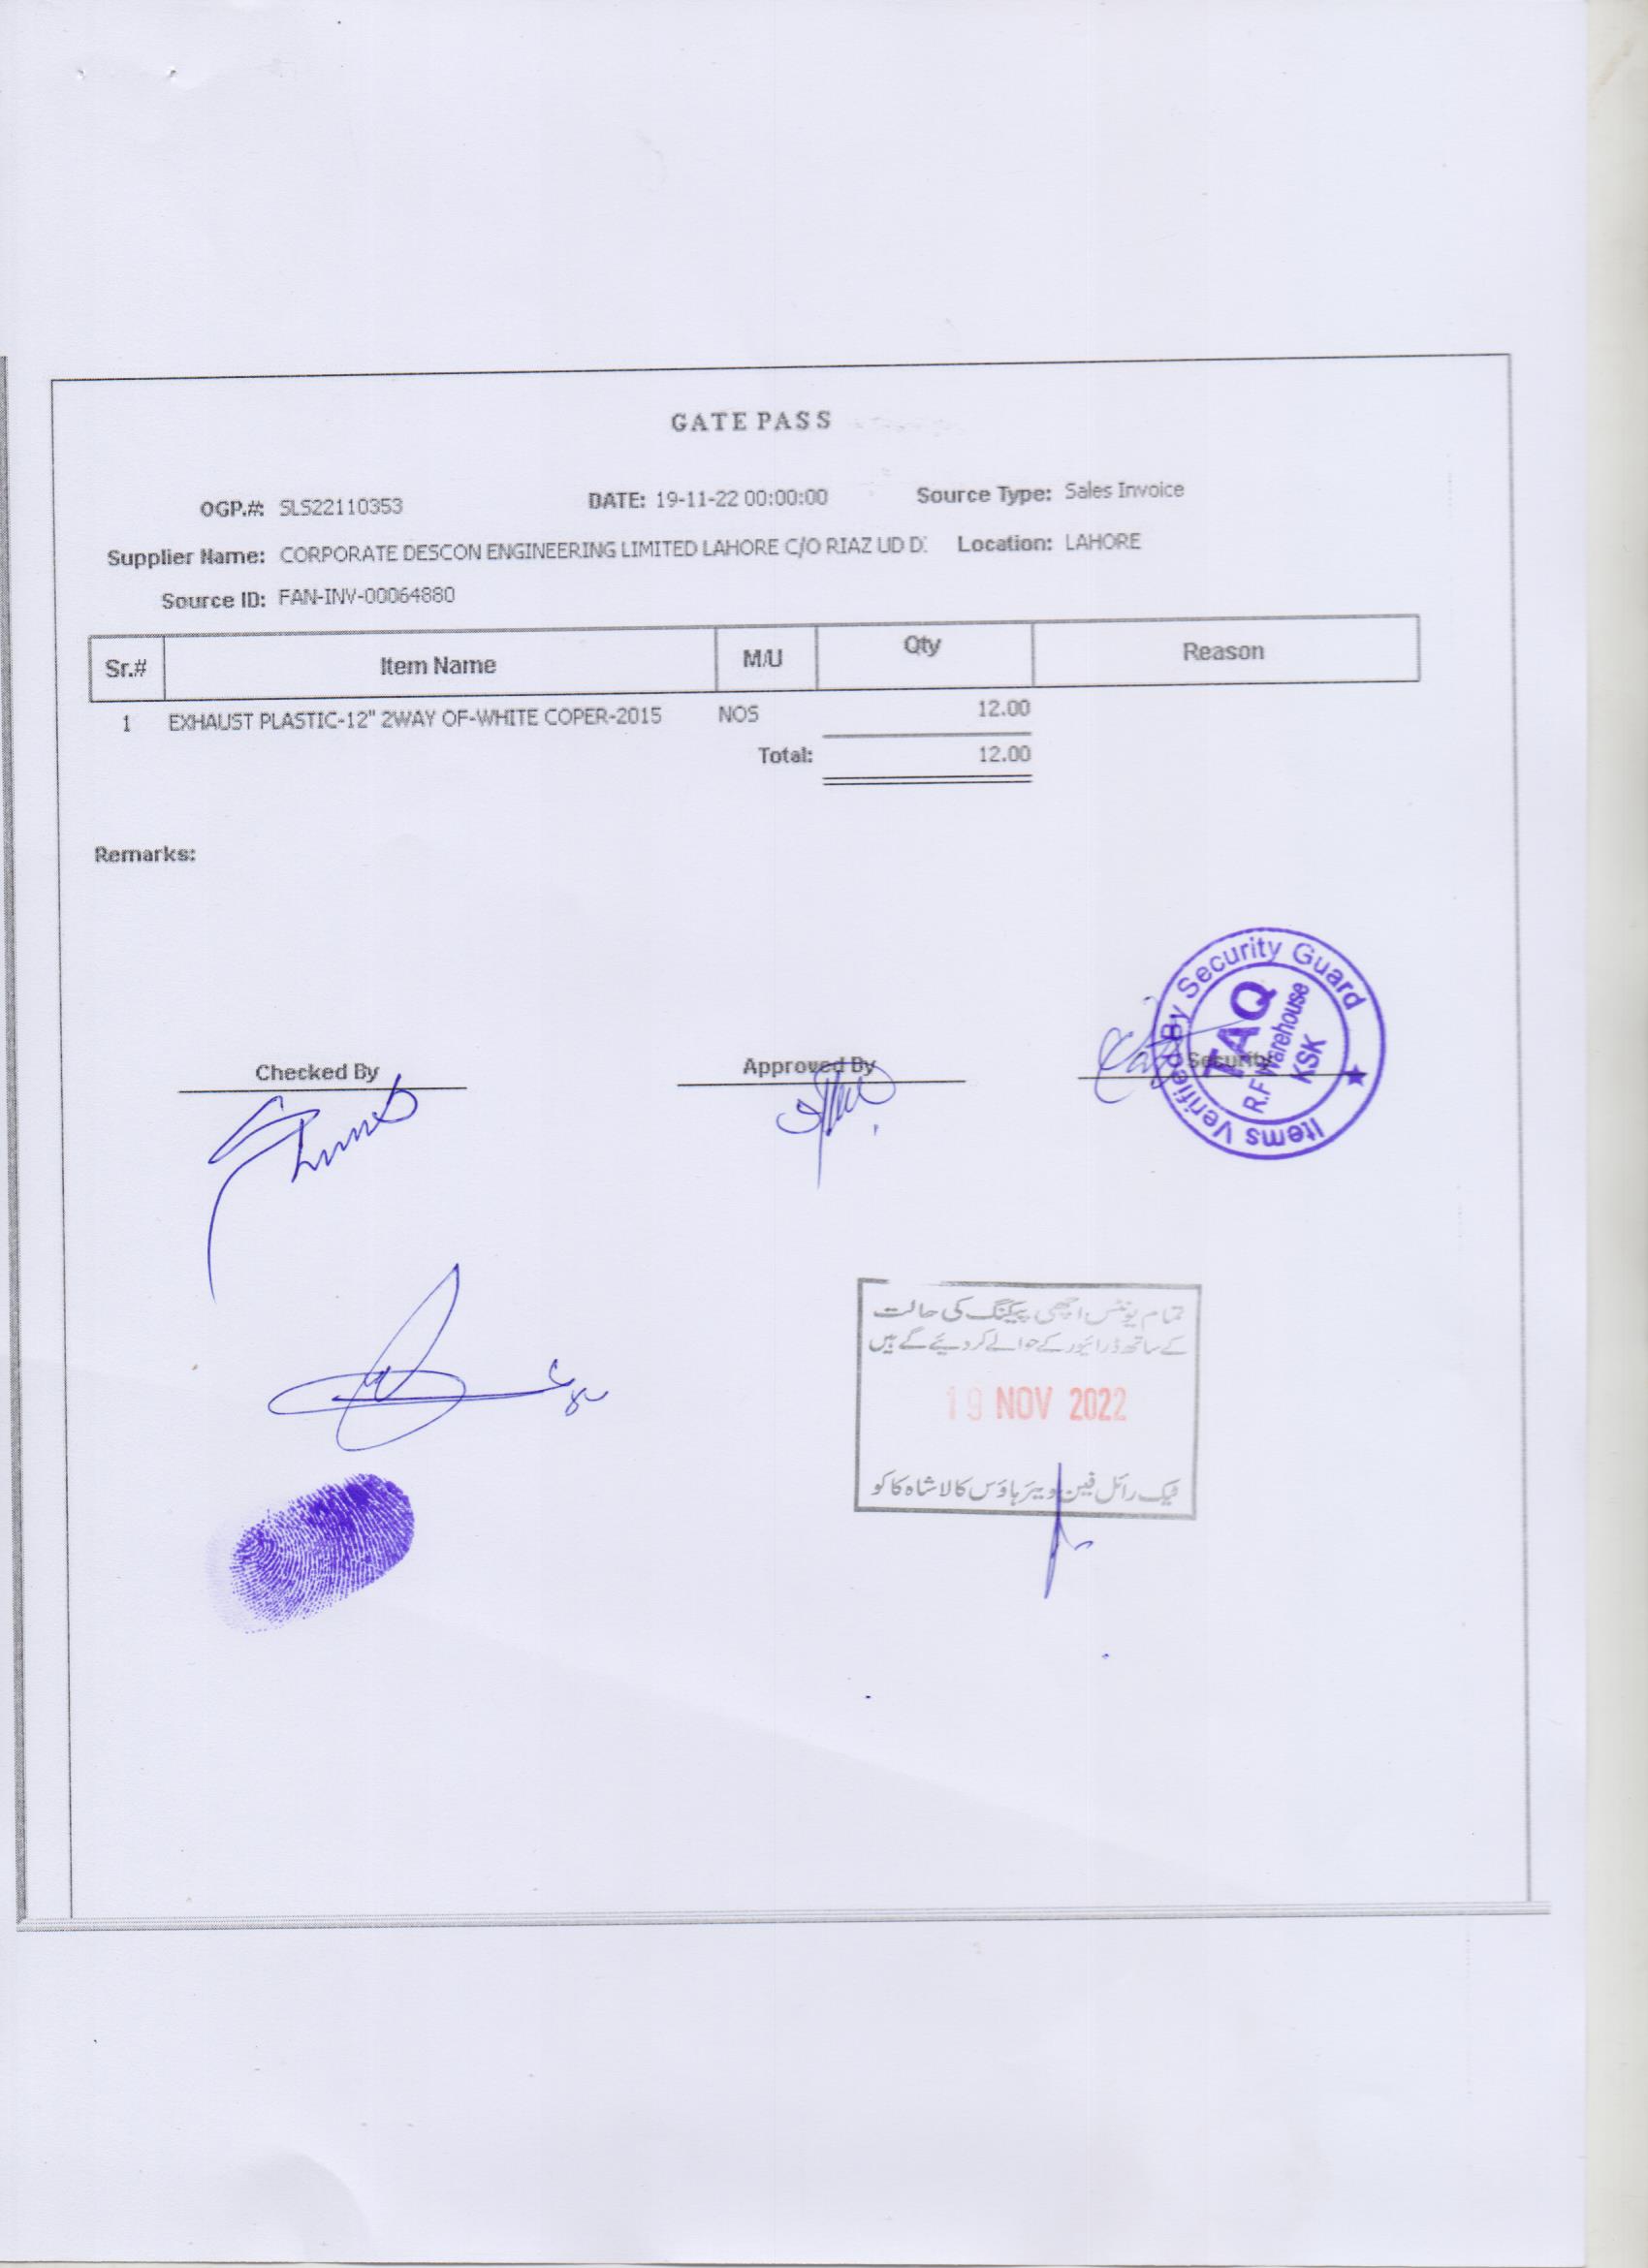 GATE PASS
OGP.#: SLS22110353 DATE: 19-11-22 00:00:00 Source Type: Sales Invoice
Supplier Name: CORPORATE DESCON ENGINEERING LIMITED LAHORE C/O RIAZ UD D Location: LAHORE
Source ID: FAN-INV-00064880
Sr.# Item Name M/U Qty Reason
1 EXHAUST PLASTIC-12" 2WAY OF-WHITE COPER-2015 NOS 12.00
Total: 12.00
Remarks:
Checked By Approved By Security
Items Verified By Security Guard
TAQ
R.F Warehouse
KSK
تمام یونٹس اچھی پیکنگ کی حالت
کے ساتھ ڈرائیور کے حوالے کر دیئے گے ہیں
19 NOV 2022
ٹیک رائل فین ویئر ہاؤس کالا شاہ کاکو